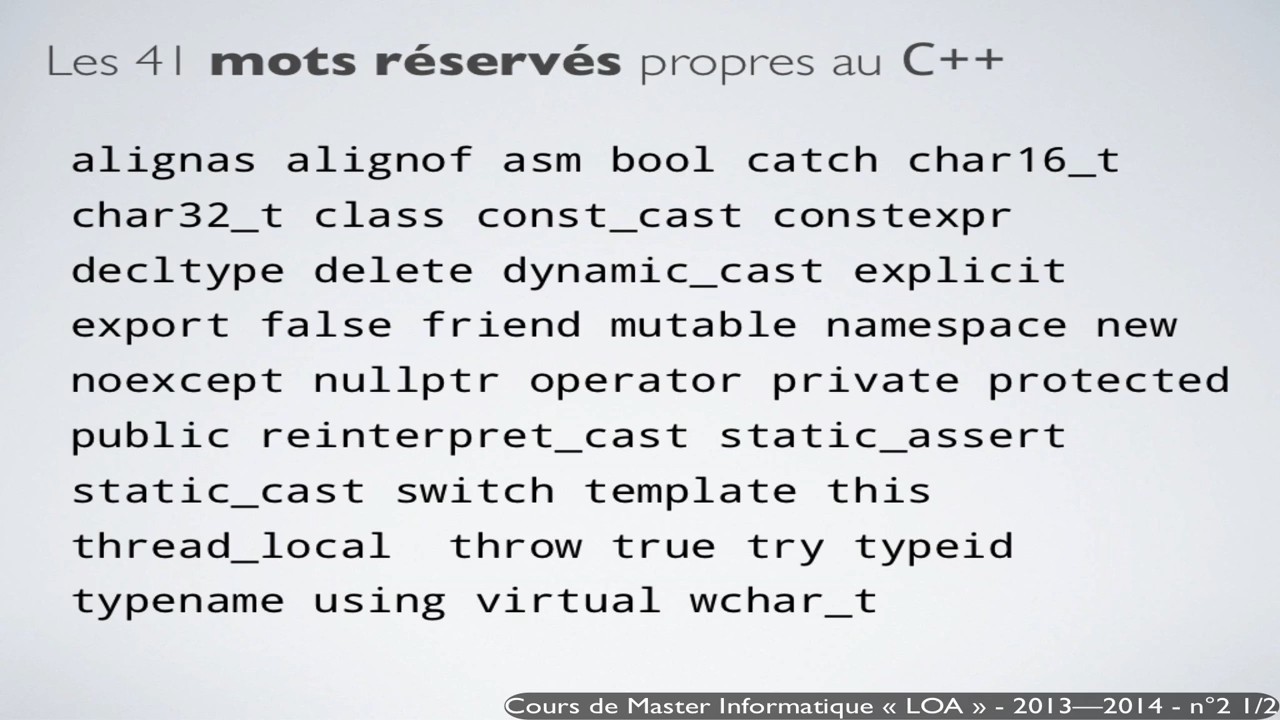 Les 41 mots réservés propres au C++
alignas alignof asm bool catch char16_t
char32_t class const_cast constexpr
decltype delete dynamic_cast explicit
export false friend mutable namespace new
noexcept nullptr operator private protected
public reinterpret_cast static_assert
static_cast switch template this
thread_local  throw true try typeid
typename using virtual wchar_t
Cours de Master Informatique « LOA » - 2013—2014 - n°2 1/2